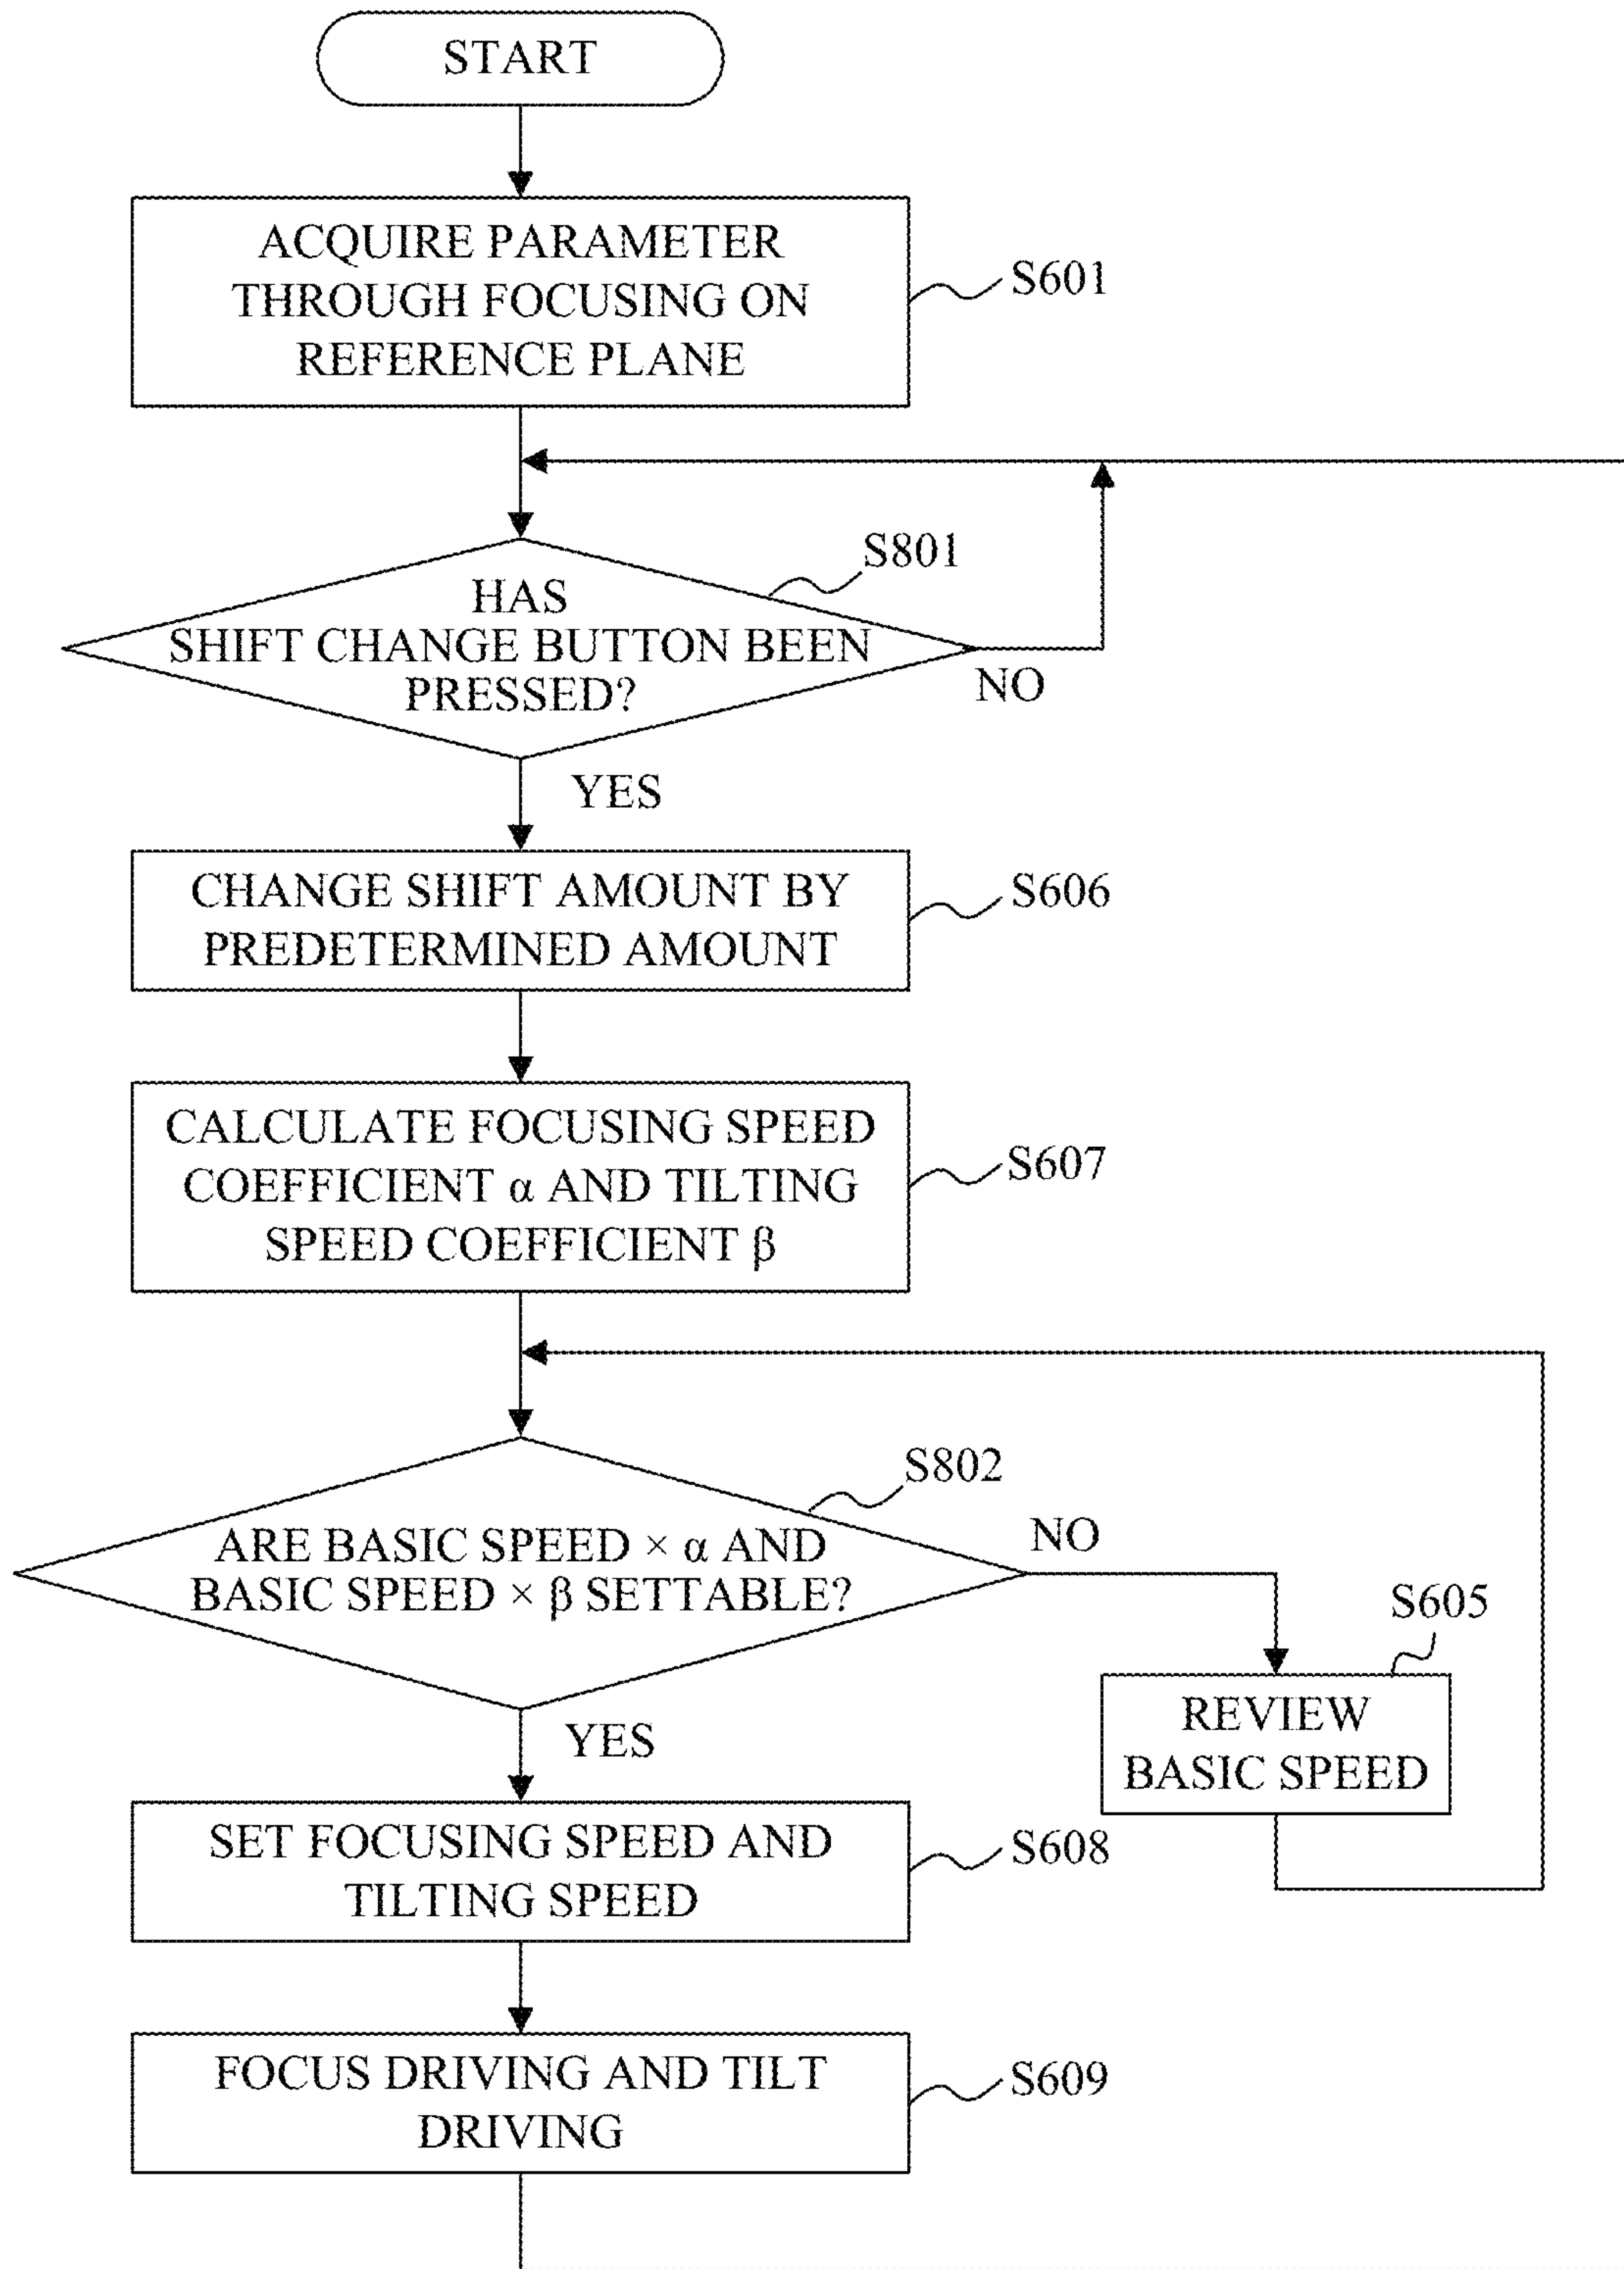 START
ACQUIRE PARAMETER
THROUGH FOCUSING ON
REFERENCE PLANE
S601
S801
HAS
SHIFT CHANGE BUTTON BEEN
PRESSED?
NO
YES
CHANGE SHIFT AMOUNT BY
PREDETERMINED AMOUNT
S606
CALCULATE FOCUSING SPEED
COEFFICIENT α AND TILTING
SPEED COEFFICIENT β
S607
S802
ARE BASIC SPEED × α AND
BASIC SPEED × β SETTABLE?
NO
S605
REVIEW
BASIC SPEED
YES
SET FOCUSING SPEED AND
TILTING SPEED
S608
FOCUS DRIVING AND TILT
DRIVING
S609